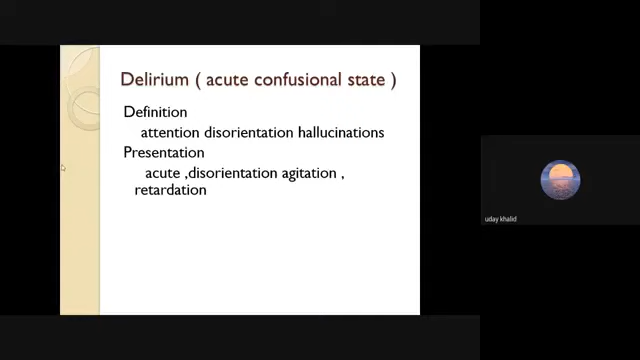 Delirium ( acute confusional state )
Definition
attention disorientation hallucinations
Presentation
acute ,disorientation agitation ,
retardation
uday khalid